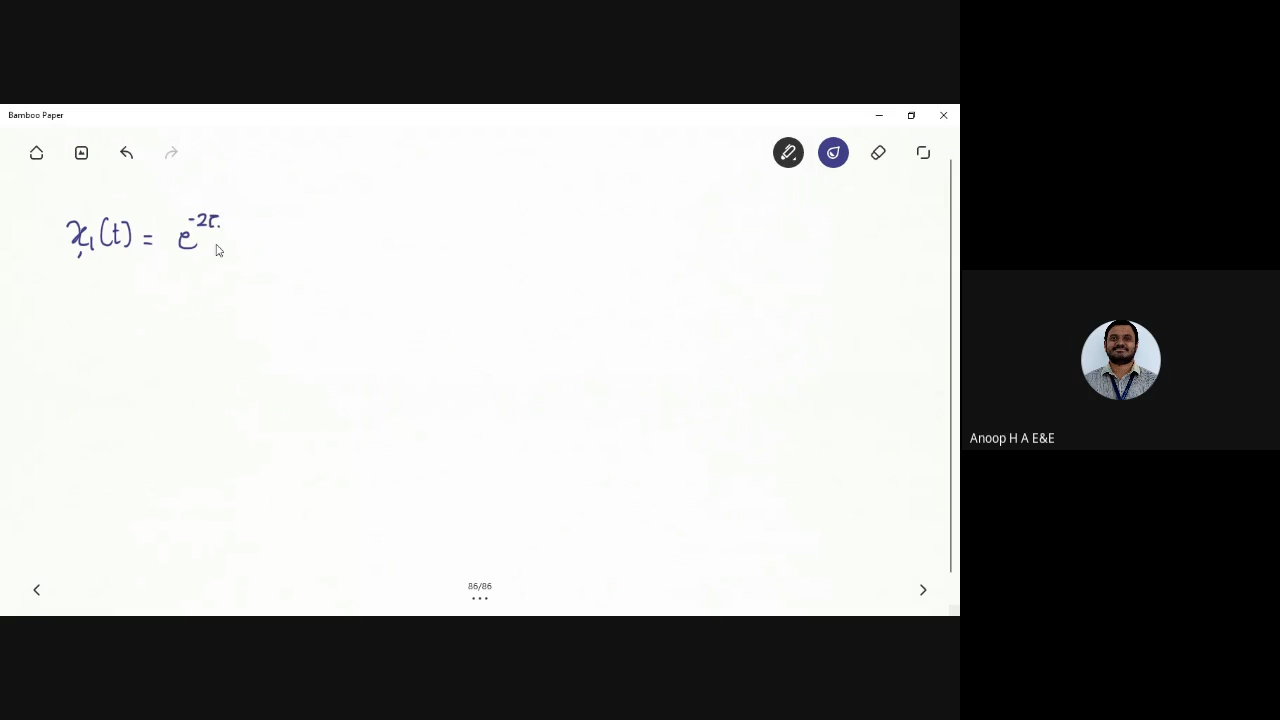 Bamboo Paper
x₁(t) = e^-2t
86/86
Anoop H A E&E